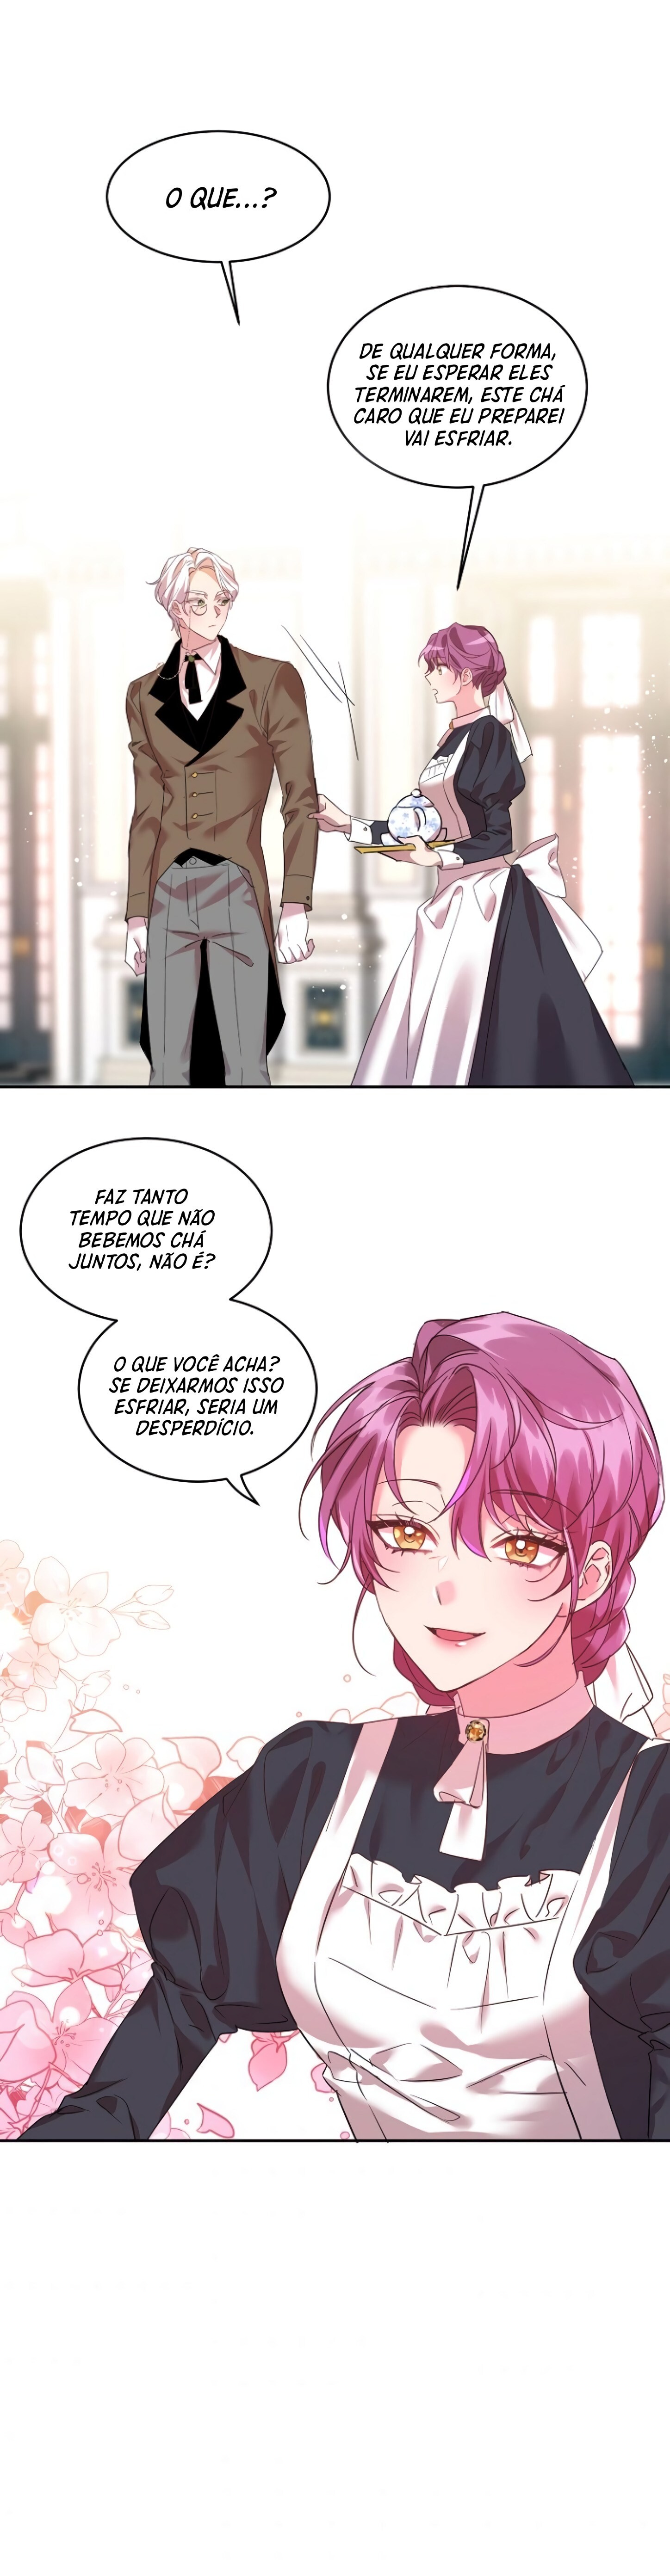 O QUE...?
DE QUALQUER FORMA,
SE EU ESPERAR ELES
TERMINAREM, ESTE CHÁ
CARO QUE EU PREPAREI
VAI ESFRIAR.
FAZ TANTO
TEMPO QUE NÃO
BEBEMOS CHÁ
JUNTOS, NÃO É?
O QUE VOCÊ ACHA?
SE DEIXARMOS ISSO
ESFRIAR, SERIA UM
DESPERDÍCIO.